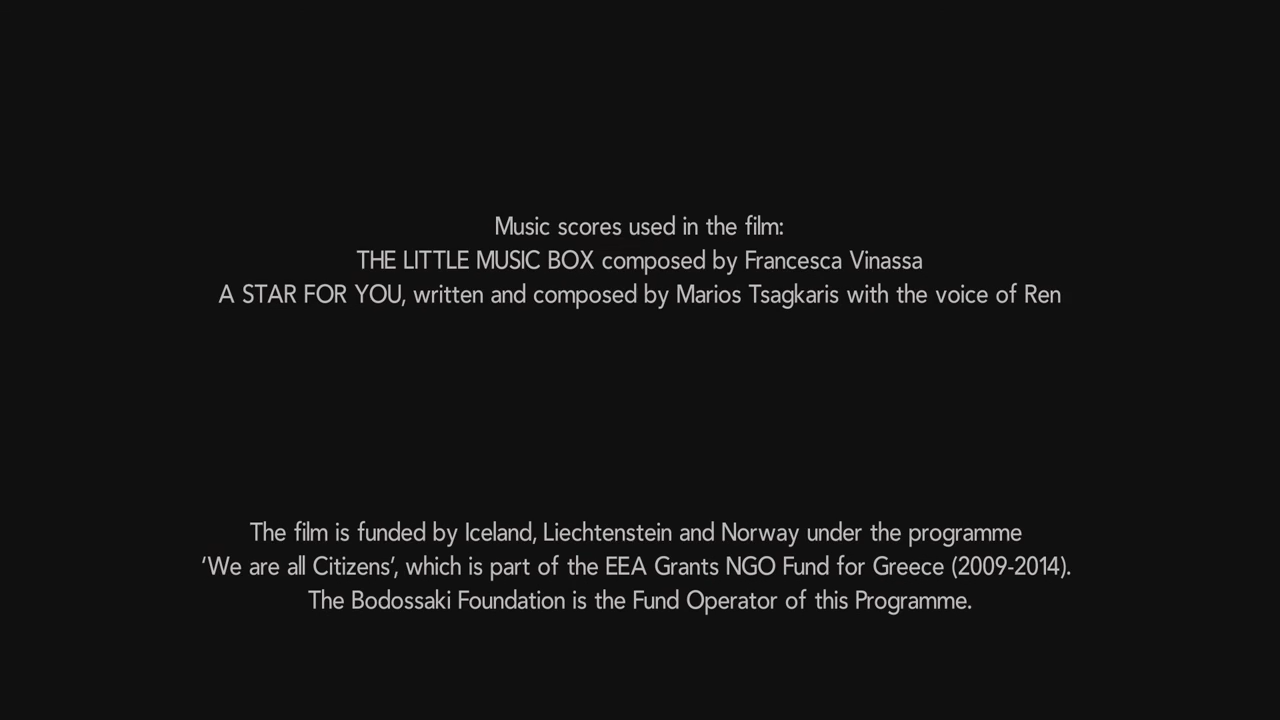 Music scores used in the film:
THE LITTLE MUSIC BOX composed by Francesca Vinassa
A STAR FOR YOU, written and composed by Marios Tsagkaris with the voice of Ren
The film is funded by Iceland, Liechtenstein and Norway under the programme
‘We are all Citizens’, which is part of the EEA Grants NGO Fund for Greece (2009-2014).
The Bodossaki Foundation is the Fund Operator of this Programme.